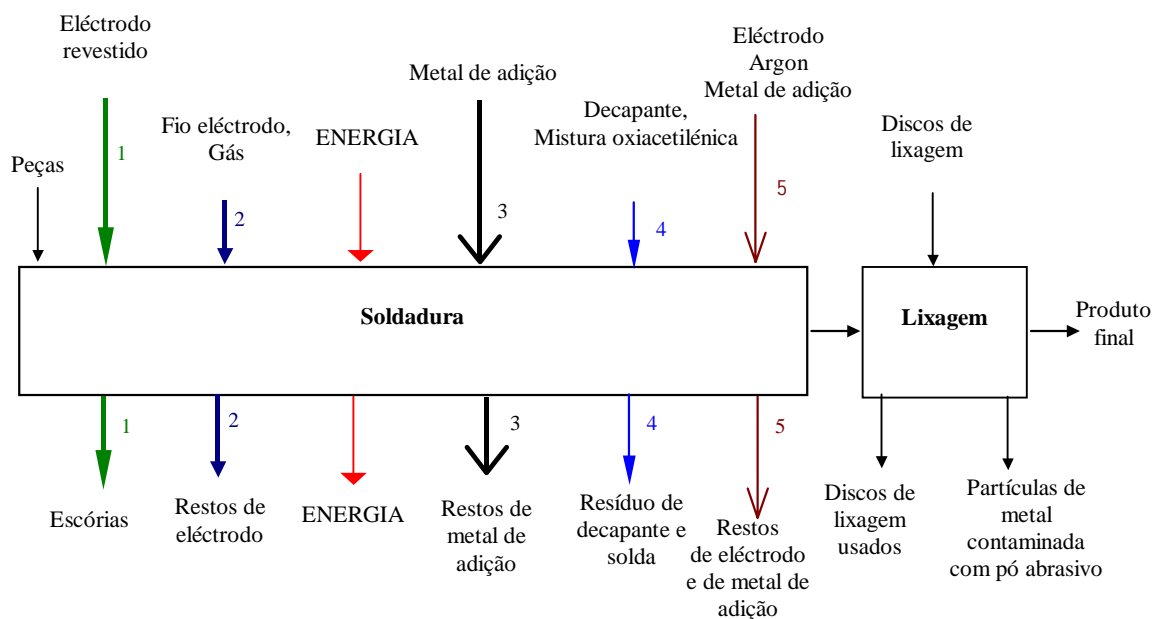 Eléctrodo
revestido
Metal de adição
Eléctrodo
Argon
Metal de adição
Peças
1
Fio eléctrodo,
Gás
2
ENERGIA
3
Decapante,
Mistura oxiacetilénica
4
5
Discos de
lixagem
Soldadura
Lixagem
Produto
final
1
2
3
4
5
Escórias
Restos de
eléctrodo
ENERGIA
Restos de
metal de
adição
Resíduo de
decapante e
solda
Restos
de eléctrodo
e de metal de
adição
Discos de
lixagem
usados
Partículas de
metal
contaminada
com pó abrasivo